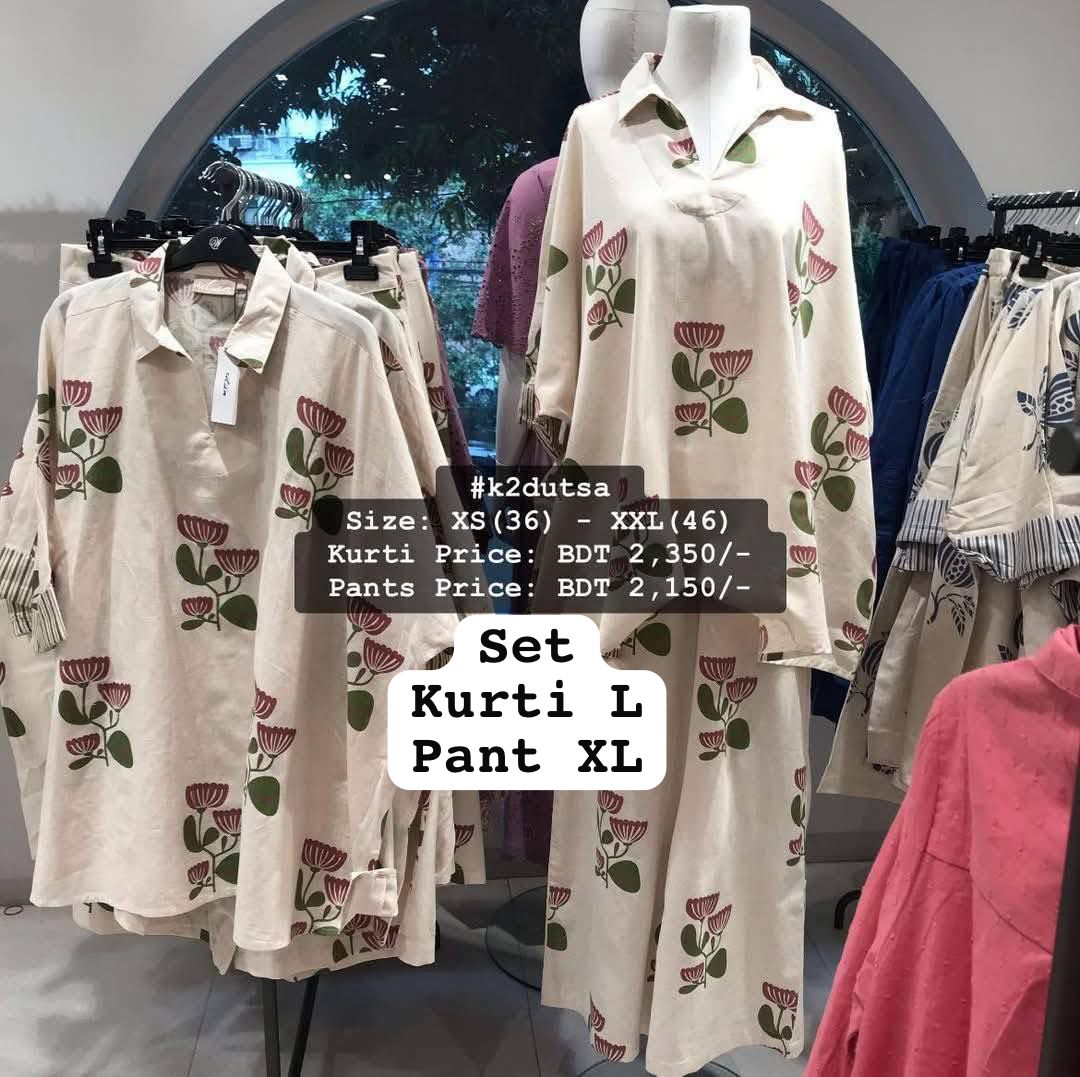 #k2dutsa
Size: XS(36) - XXL(46)
Kurti Price: BDT 2,350/-
Pants Price: BDT 2,150/-
Set
Kurti L
Pant XL